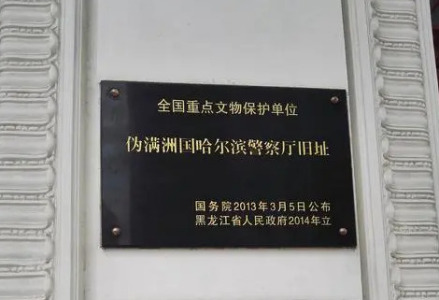 全国重点文物保护单位
伪满洲国哈尔滨警察厅旧址
国务院2013年3月5日公布
黑龙江省人民政府2014年立